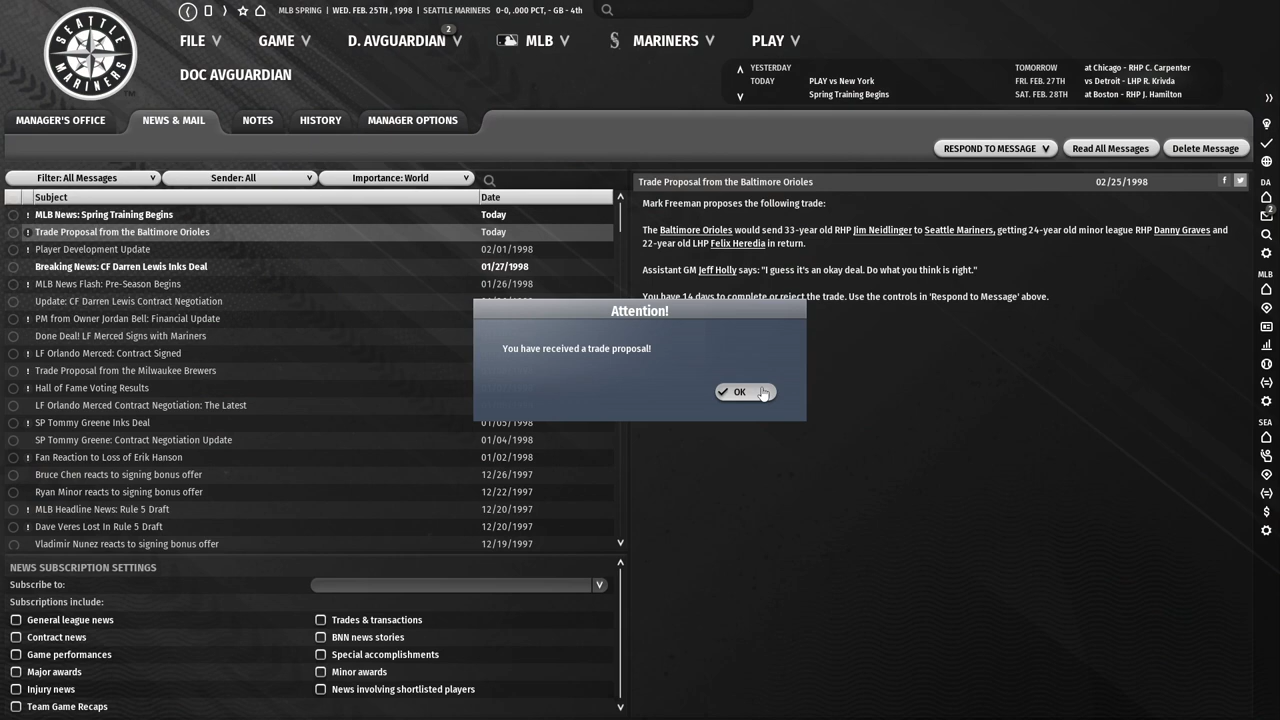 MLB SPRING | WED. FEB. 25TH , 1998 | SEATTLE MARINERS 0-0, .000 PCT, - GB - 4th
SEATTLE
MARINERS
TM
FILE GAME D. AVGUARDIAN 2 MLB MARINERS PLAY
DOC AVGUARDIAN
YESTERDAY
TODAY PLAY vs New York
Spring Training Begins
TOMORROW at Chicago - RHP C. Carpenter
FRI. FEB. 27TH vs Detroit - LHP R. Krivda
SAT. FEB. 28TH at Boston - RHP J. Hamilton
MANAGER'S OFFICE NEWS & MAIL NOTES HISTORY MANAGER OPTIONS
RESPOND TO MESSAGE Read All Messages Delete Message
Filter: All Messages Sender: All Importance: World
Subject Date
! MLB News: Spring Training Begins Today
! Trade Proposal from the Baltimore Orioles Today
! Player Development Update 02/01/1998
Breaking News: CF Darren Lewis Inks Deal 01/27/1998
! MLB News Flash: Pre-Season Begins 01/26/1998
Update: CF Darren Lewis Contract Negotiation
! PM from Owner Jordan Bell: Financial Update
Done Deal! LF Merced Signs with Mariners
! LF Orlando Merced: Contract Signed
! Trade Proposal from the Milwaukee Brewers
! Hall of Fame Voting Results
LF Orlando Merced Contract Negotiation: The Latest
! SP Tommy Greene Inks Deal 01/05/1998
SP Tommy Greene: Contract Negotiation Update 01/04/1998
! Fan Reaction to Loss of Erik Hanson 01/02/1998
Bruce Chen reacts to signing bonus offer 12/26/1997
Ryan Minor reacts to signing bonus offer 12/22/1997
! MLB Headline News: Rule 5 Draft 12/20/1997
! Dave Veres Lost In Rule 5 Draft 12/20/1997
Vladimir Nunez reacts to signing bonus offer 12/19/1997
NEWS SUBSCRIPTION SETTINGS
Subscribe to:
Subscriptions include:
General league news Trades & transactions
Contract news BNN news stories
Game performances Special accomplishments
Major awards Minor awards
Injury news News involving shortlisted players
Team Game Recaps
Trade Proposal from the Baltimore Orioles 02/25/1998
Mark Freeman proposes the following trade:
The Baltimore Orioles would send 33-year old RHP Jim Neidlinger to Seattle Mariners, getting 24-year old minor league RHP Danny Graves and
22-year old LHP Felix Heredia in return.
Assistant GM Jeff Holly says: "I guess it's an okay deal. Do what you think is right."
You have 14 days to complete or reject the trade. Use the controls in 'Respond to Message' above.
Attention!
You have received a trade proposal!
OK
DA
2
MLB
SEA